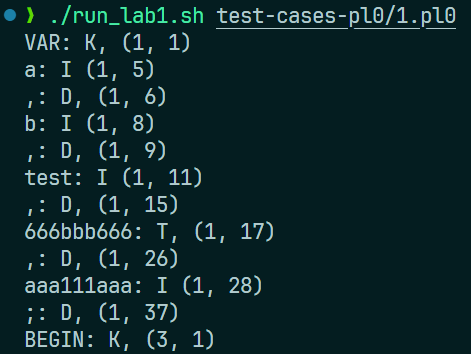 ❯ ./run_lab1.sh test-cases-pl0/1.pl0
VAR: K, (1, 1)
a: I (1, 5)
,: D, (1, 6)
b: I (1, 8)
,: D, (1, 9)
test: I (1, 11)
,: D, (1, 15)
666bbb666: T, (1, 17)
,: D, (1, 26)
aaa111aaa: I (1, 28)
;: D, (1, 37)
BEGIN: K, (3, 1)